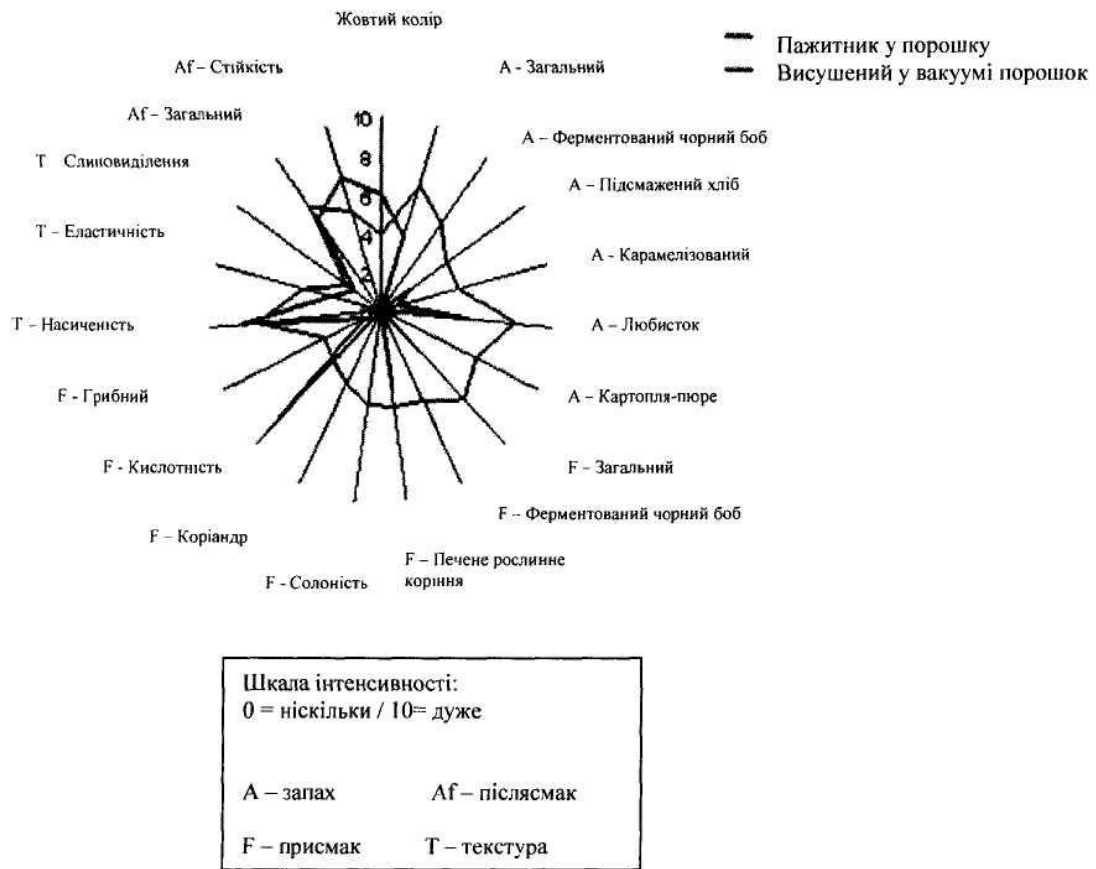 Жовтий колір
Пажитник у порошку
Висушений у вакуумі порошок
Af – Стійкість
A - Загальний
Af – Загальний
A – Ферментований чорний боб
T Слиновиділення
A – Підсмажений хліб
T – Еластичність
A - Карамелізований
T – Насиченість
A – Любисток
F - Грибний
A – Картопля-пюре
F - Кислотність
F – Загальний
F – Коріандр
F – Ферментований чорний боб
F - Солоність
F – Печене рослинне
коріння
10
8
6
4
2
Шкала інтенсивності:
0 = ніскільки / 10= дуже
A – запах Af – післясмак
F – присмак T – текстура